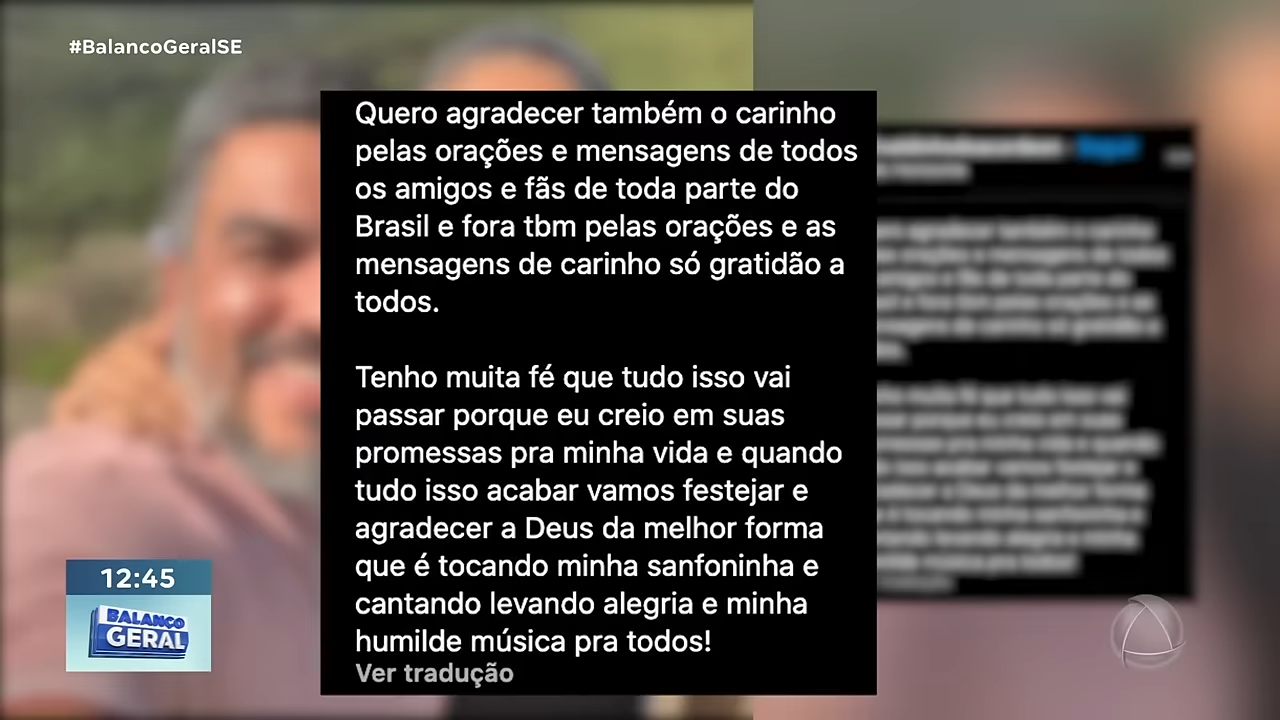 #BalancoGeralSE
Quero agradecer também o carinho
pelas orações e mensagens de todos
os amigos e fãs de toda parte do
Brasil e fora tbm pelas orações e as
mensagens de carinho só gratidão a
todos.
Tenho muita fé que tudo isso vai
passar porque eu creio em suas
promessas pra minha vida e quando
tudo isso acabar vamos festejar e
agradecer a Deus da melhor forma
que é tocando minha sanfoninha e
cantando levando alegria e minha
humilde música pra todos!
Ver tradução
12:45
BALANÇO
GERAL